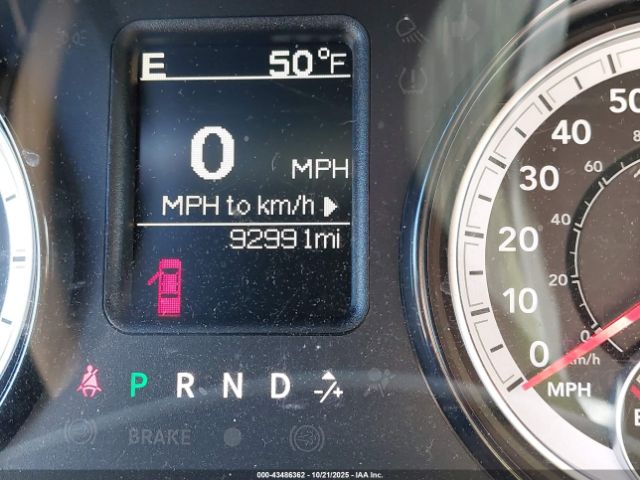 E 50°F
0 MPH
MPH to km/h
92991mi
P R N D -/+
BRAKE
50
40
30
20
10
0
MPH
60
40
20
0
km/h
000-43486362 | 10/21/2025 | IAA Inc.